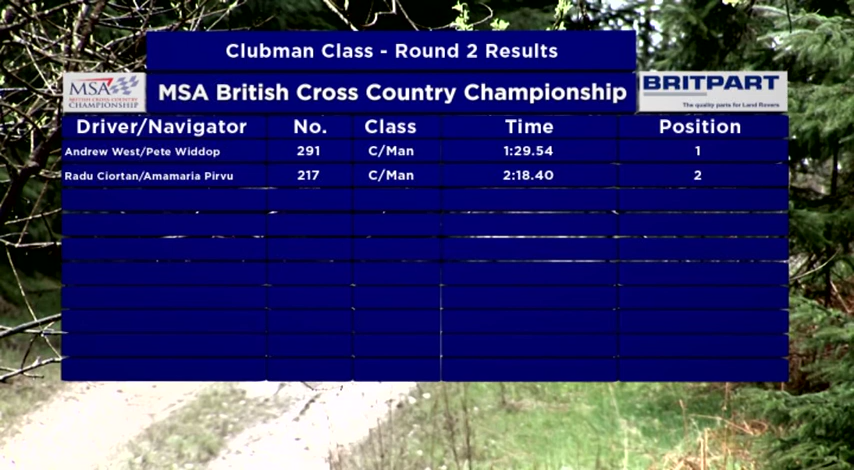 Clubman Class - Round 2 Results
MSA
BRITISH CROSS COUNTRY
CHAMPIONSHIP
MSA British Cross Country Championship
BRITPART
The quality parts for Land Rovers
Driver/Navigator No. Class Time Position
Andrew West/Pete Widdop 291 C/Man 1:29.54 1
Radu Ciortan/Amamaria Pirvu 217 C/Man 2:18.40 2